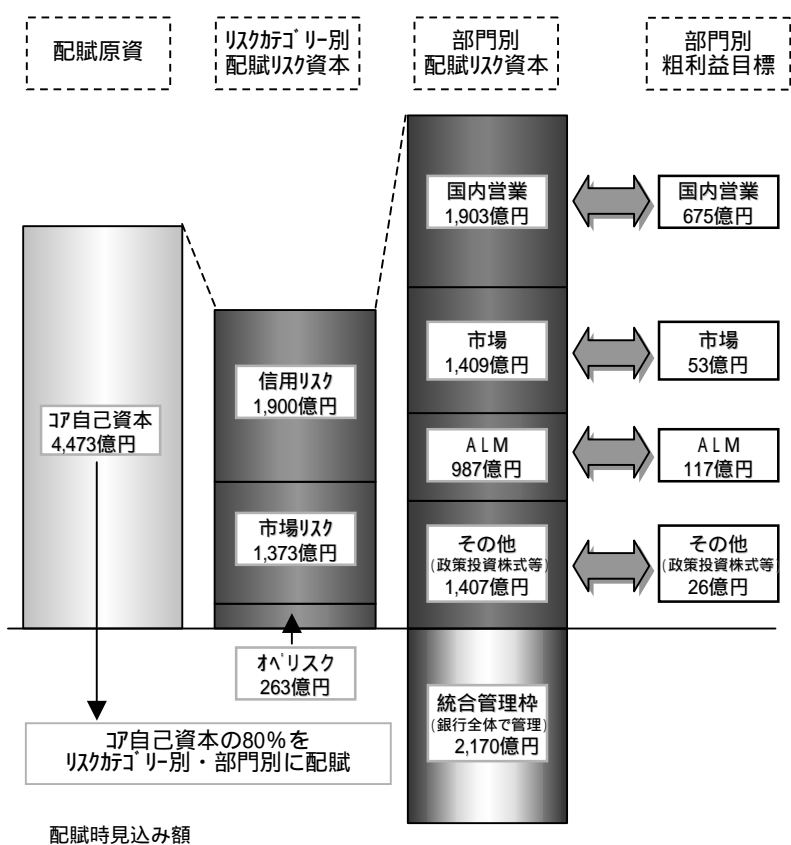 配賦原資
ﾘｽｸｶﾃｺﾞﾘｰ別
配賦ﾘｽｸ資本
部門別
配賦ﾘｽｸ資本
部門別
粗利益目標
コア自己資本
4,473億円
信用リスク
1,900億円
市場リスク
1,373億円
ｵﾍﾟリスク
263億円
国内営業
1,903億円
市場
1,409億円
ＡＬＭ
987億円
その他
(政策投資株式等)
1,407億円
統合管理枠
(銀行全体で管理)
2,170億円
国内営業
675億円
市場
53億円
ＡＬＭ
117億円
その他
(政策投資株式等)
26億円
ｺｱ自己資本の80％を
ﾘｽｸｶﾃｺﾞﾘｰ別・部門別に配賦
配賦時見込み額